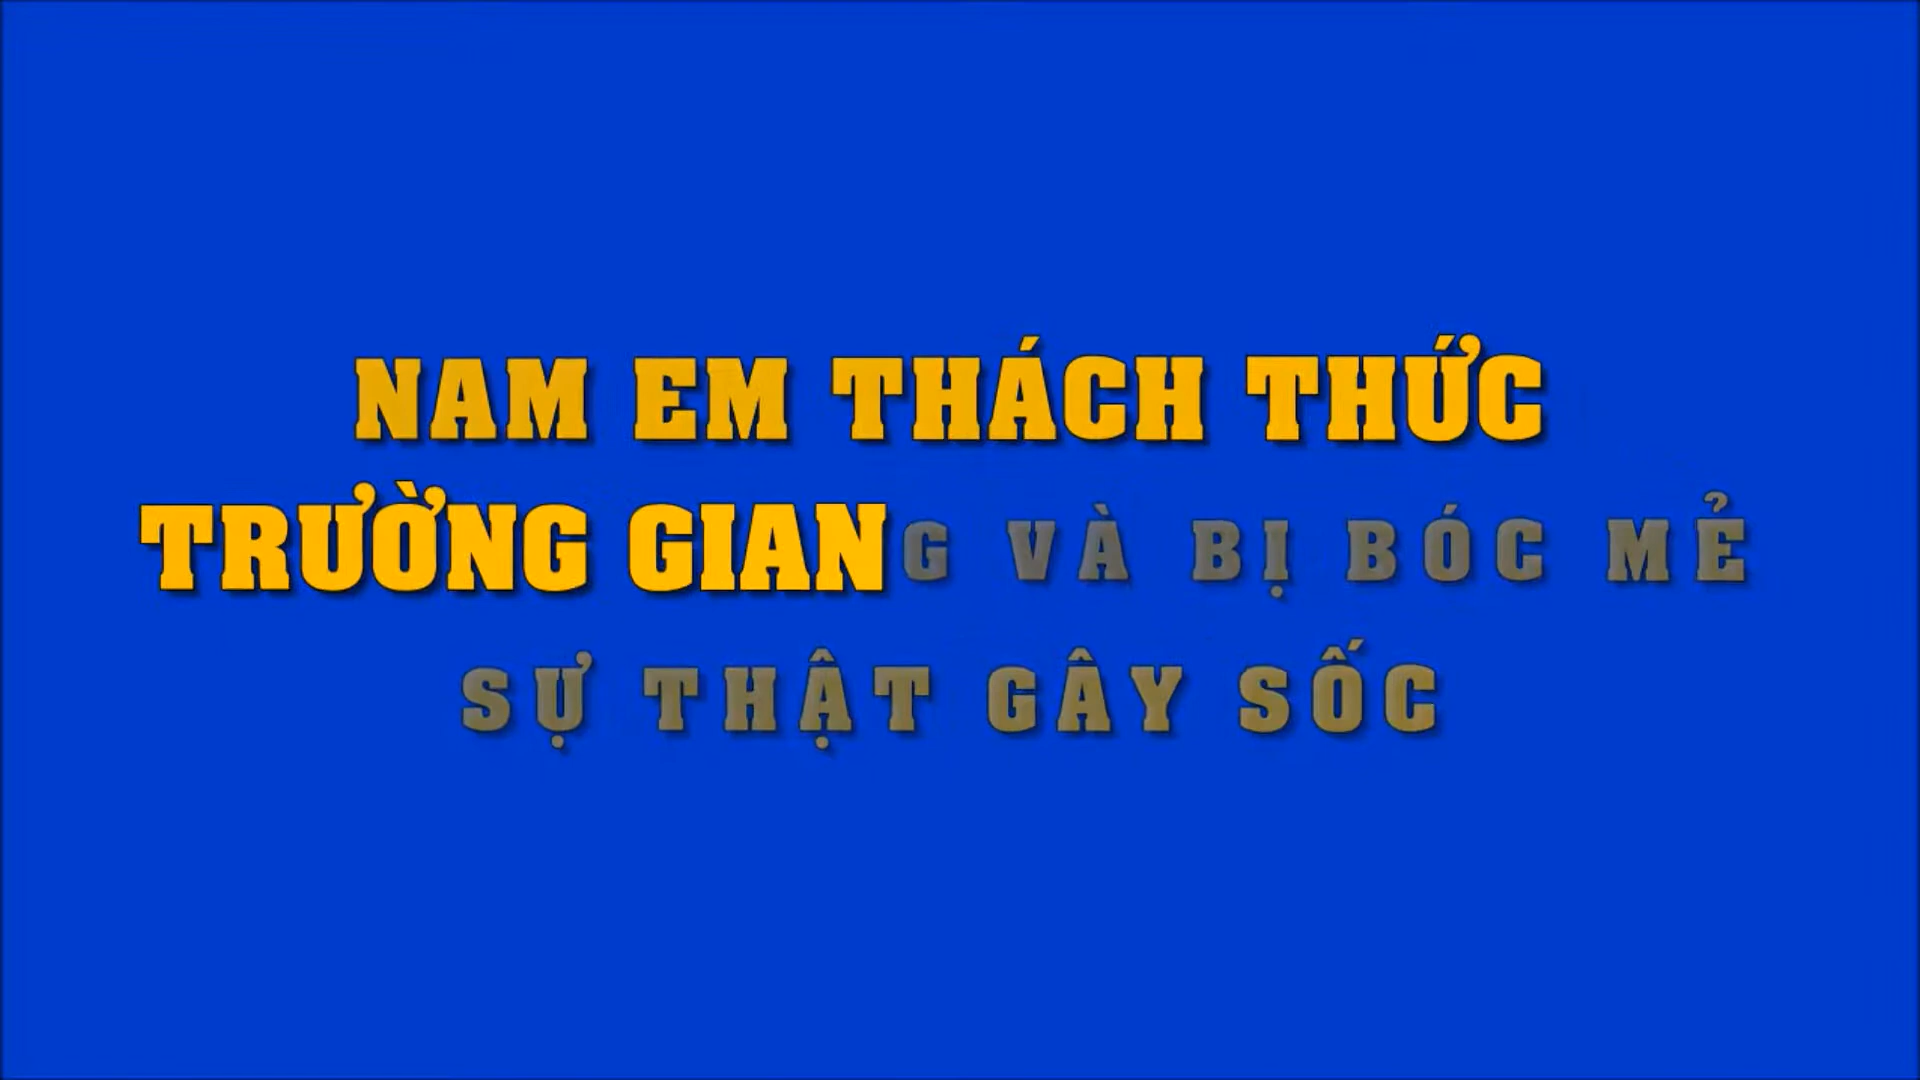 NAM EM THÁCH THỨC
TRƯỜNG GIANG VÀ BỊ BÓC MẺ
SỰ THẬT GÂY SỐC